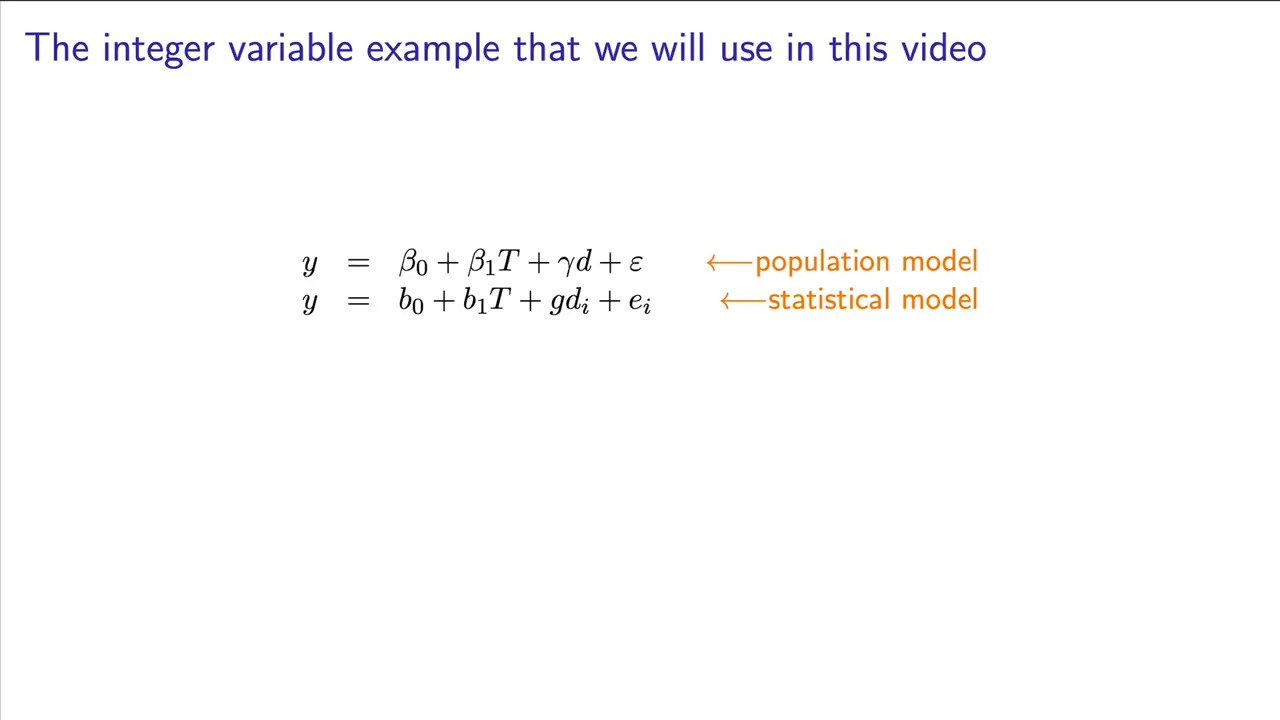 The integer variable example that we will use in this video
y = β₀ + β₁T + γd + ε ⟵population model
y = b₀ + b₁T + gdᵢ + eᵢ ⟵statistical model